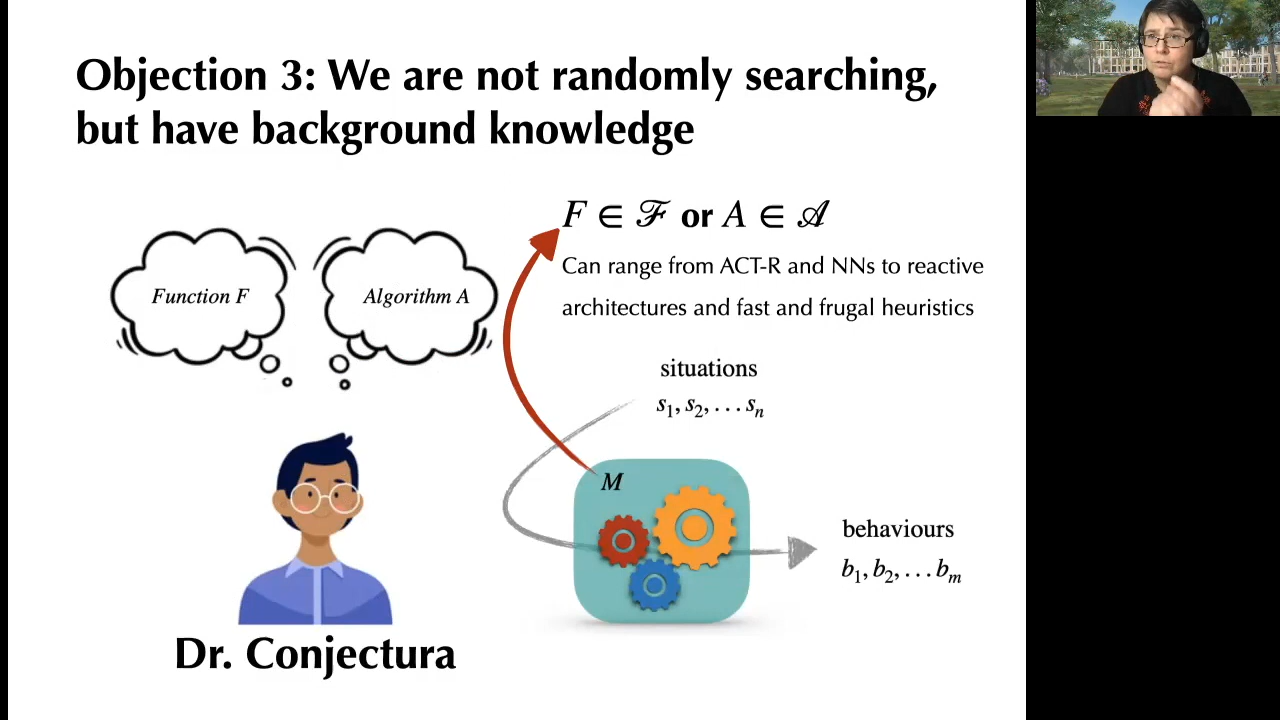 Objection 3: We are not randomly searching,
but have background knowledge
F ∈ ℱ or A ∈ 𝒜
Can range from ACT-R and NNs to reactive
architectures and fast and frugal heuristics
Function F
Algorithm A
situations
s₁, s₂, . . . sₙ
M
behaviours
b₁, b₂, . . . bₘ
Dr. Conjectura